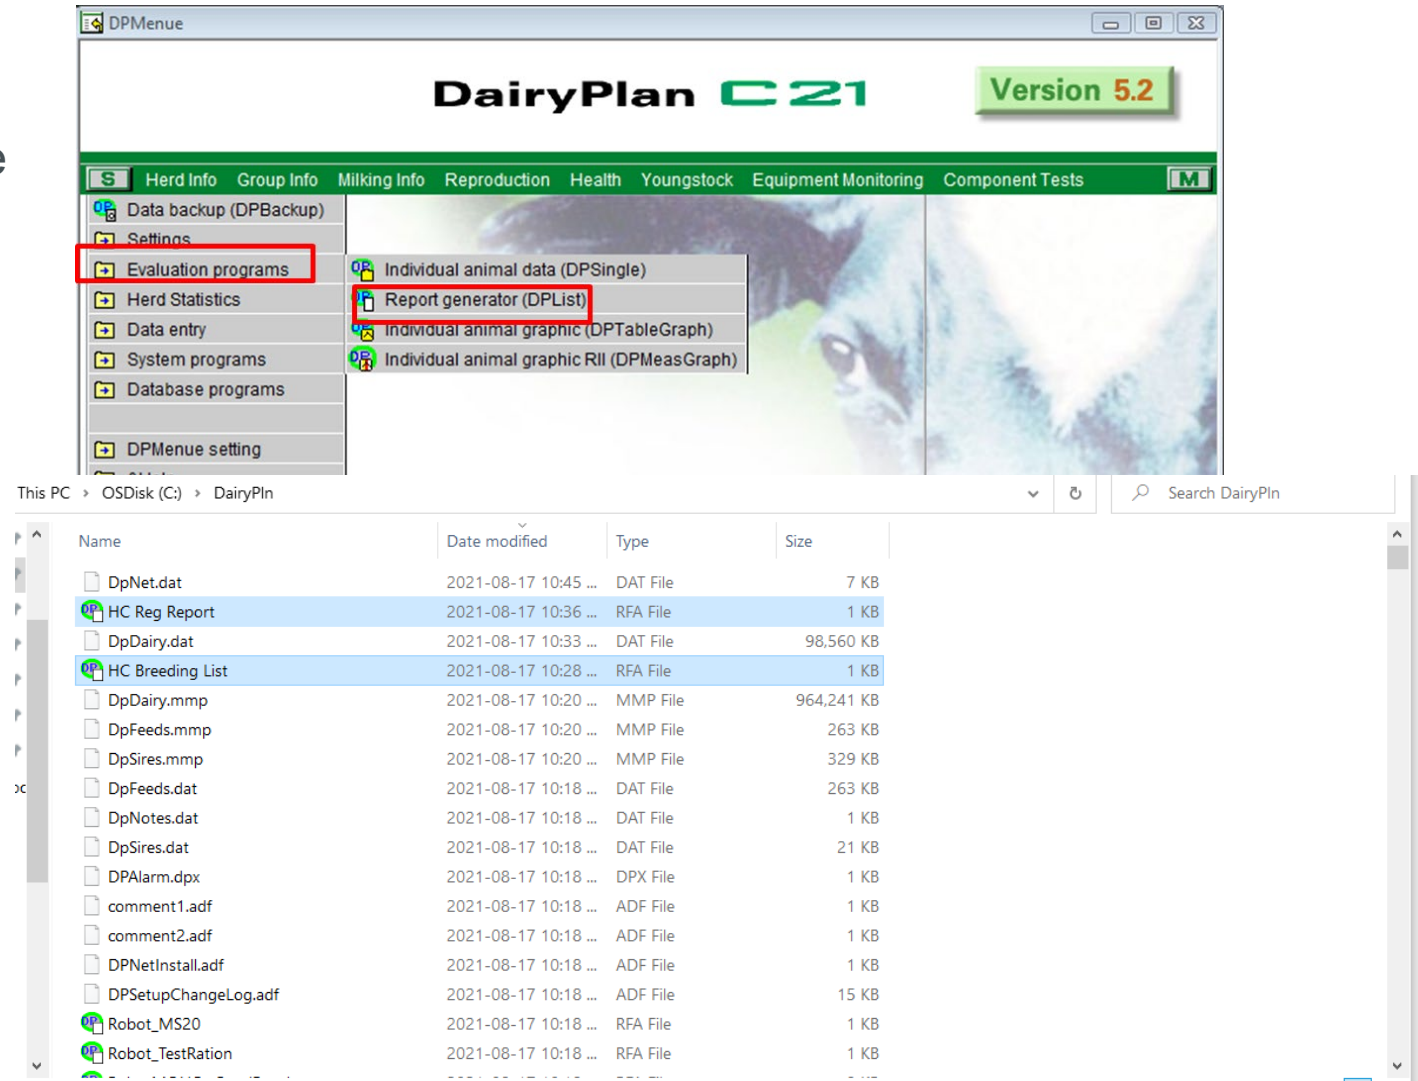 DPMenue
DairyPlan C21
Version 5.2
e
S Herd Info Group Info Milking Info Reproduction Health Youngstock Equipment Monitoring Component Tests M
Data backup (DPBackup)
Settings
Evaluation programs
Individual animal data (DPSingle)
Herd Statistics
Report generator (DPList)
Data entry
Individual animal graphic (DPTableGraph)
System programs
Individual animal graphic RII (DPMeasGraph)
Database programs
DPMenue setting
This PC > OSDisk (C:) > DairyPln
Search DairyPln
Name Date modified Type Size
DpNet.dat 2021-08-17 10:45 ... DAT File 7 KB
HC Reg Report 2021-08-17 10:36 ... RFA File 1 KB
DpDairy.dat 2021-08-17 10:33 ... DAT File 98,560 KB
HC Breeding List 2021-08-17 10:28 ... RFA File 1 KB
DpDairy.mmp 2021-08-17 10:20 ... MMP File 964,241 KB
DpFeeds.mmp 2021-08-17 10:20 ... MMP File 263 KB
DpSires.mmp 2021-08-17 10:20 ... MMP File 329 KB
DpFeeds.dat 2021-08-17 10:18 ... DAT File 263 KB
DpNotes.dat 2021-08-17 10:18 ... DAT File 1 KB
DpSires.dat 2021-08-17 10:18 ... DAT File 21 KB
DPAlarm.dpx 2021-08-17 10:18 ... DPX File 1 KB
comment1.adf 2021-08-17 10:18 ... ADF File 1 KB
comment2.adf 2021-08-17 10:18 ... ADF File 1 KB
DPNetInstall.adf 2021-08-17 10:18 ... ADF File 1 KB
DPSetupChangeLog.adf 2021-08-17 10:18 ... ADF File 15 KB
Robot_MS20 2021-08-17 10:18 ... RFA File 1 KB
Robot_TestRation 2021-08-17 10:18 ... RFA File 1 KB